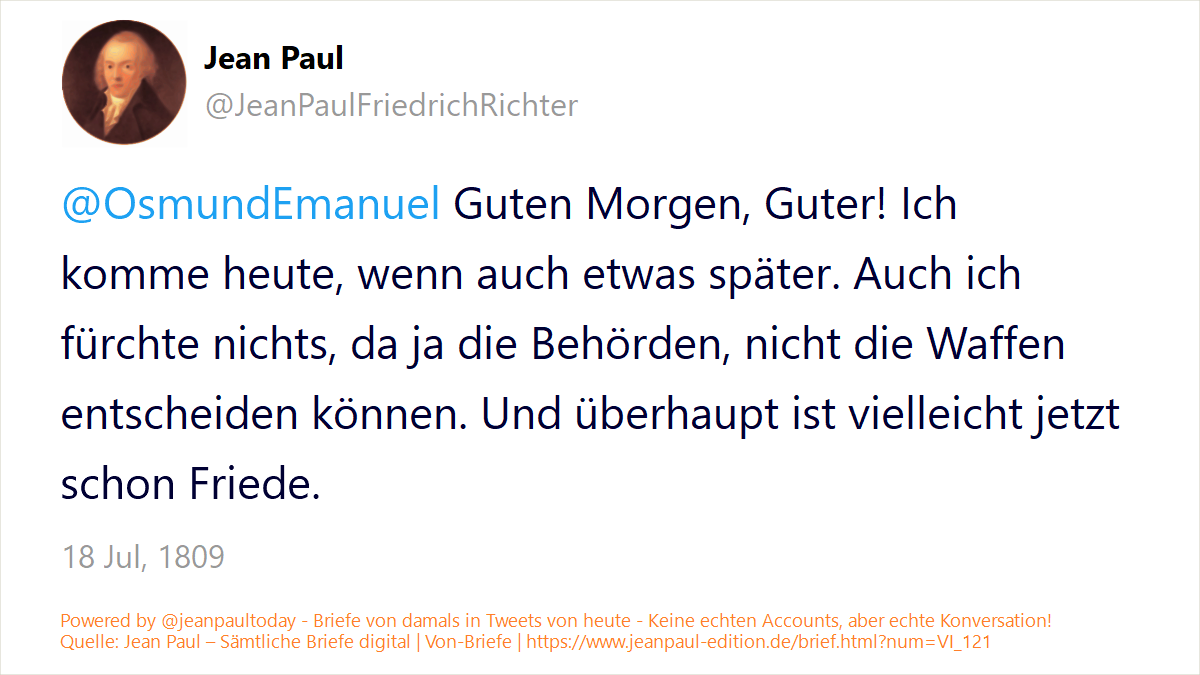 Jean Paul
@JeanPaulFriedrichRichter
@OsmundEmanuel Guten Morgen, Guter! Ich
komme heute, wenn auch etwas später. Auch ich
fürchte nichts, da ja die Behörden, nicht die Waffen
entscheiden können. Und überhaupt ist vielleicht jetzt
schon Friede.
18 Jul, 1809
Powered by @jeanpaultoday - Briefe von damals in Tweets von heute - Keine echten Accounts, aber echte Konversation!
Quelle: Jean Paul – Sämtliche Briefe digital | Von-Briefe | https://www.jeanpaul-edition.de/brief.html?num=VI_121